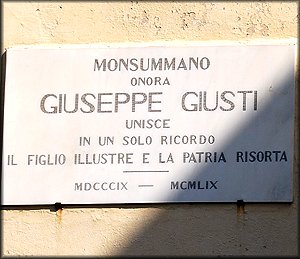 MONSUMMANO
ONORA
GIUSEPPE GIUSTI
UNISCE
IN UN SOLO RICORDO
IL FIGLIO ILLUSTRE E LA PATRIA RISORTA
MDCCCIX — MCMLIX